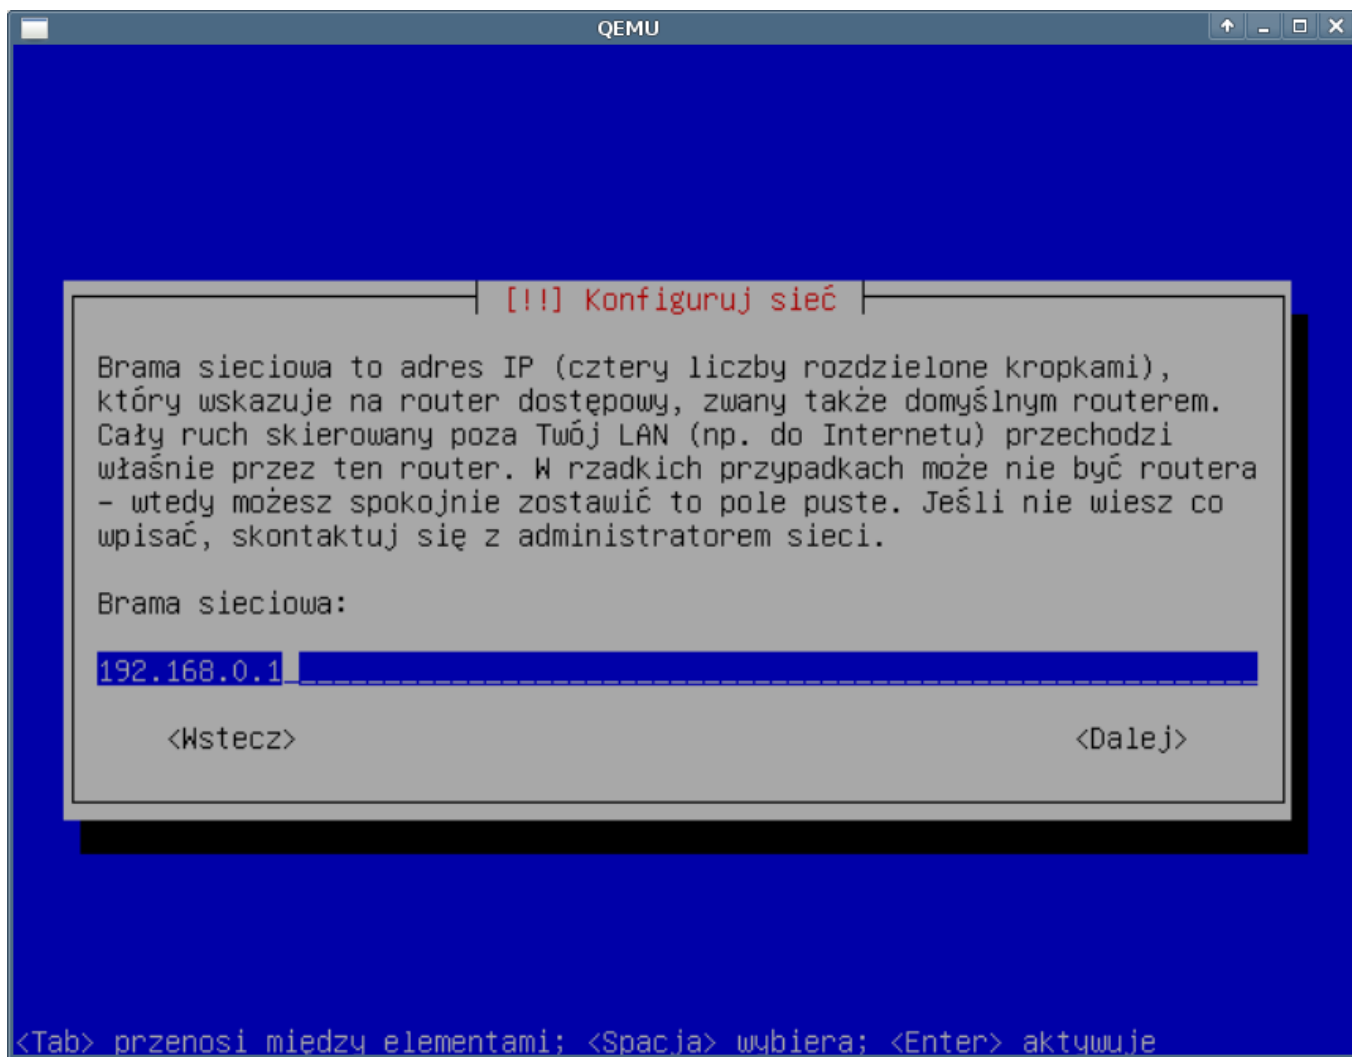 QEMU
[!!] Konfiguruj sieć
Brama sieciowa to adres IP (cztery liczby rozdzielone kropkami),
który wskazuje na router dostępowy, zwany także domyślnym routerem.
Cały ruch skierowany poza Twój LAN (np. do Internetu) przechodzi
właśnie przez ten router. W rzadkich przypadkach może nie być routera
– wtedy możesz spokojnie zostawić to pole puste. Jeśli nie wiesz co
wpisać, skontaktuj się z administratorem sieci.
Brama sieciowa:
192.168.0.1
<Wstecz> <Dalej>
<Tab> przenosi między elementami; <Spacja> wybiera; <Enter> aktywuje